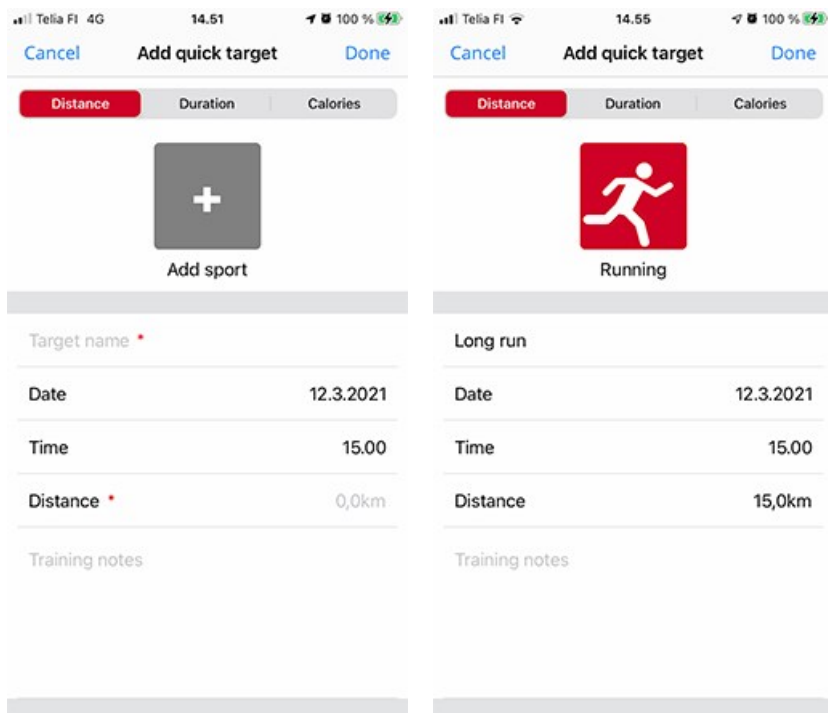 Telia FI 4G 14.51 100 %
Cancel Add quick target Done
Distance Duration Calories
+
Add sport
Target name *
Date 12.3.2021
Time 15.00
Distance * 0,0km
Training notes
Telia FI 14.55 100 %
Cancel Add quick target Done
Distance Duration Calories
Running
Long run
Date 12.3.2021
Time 15.00
Distance 15,0km
Training notes